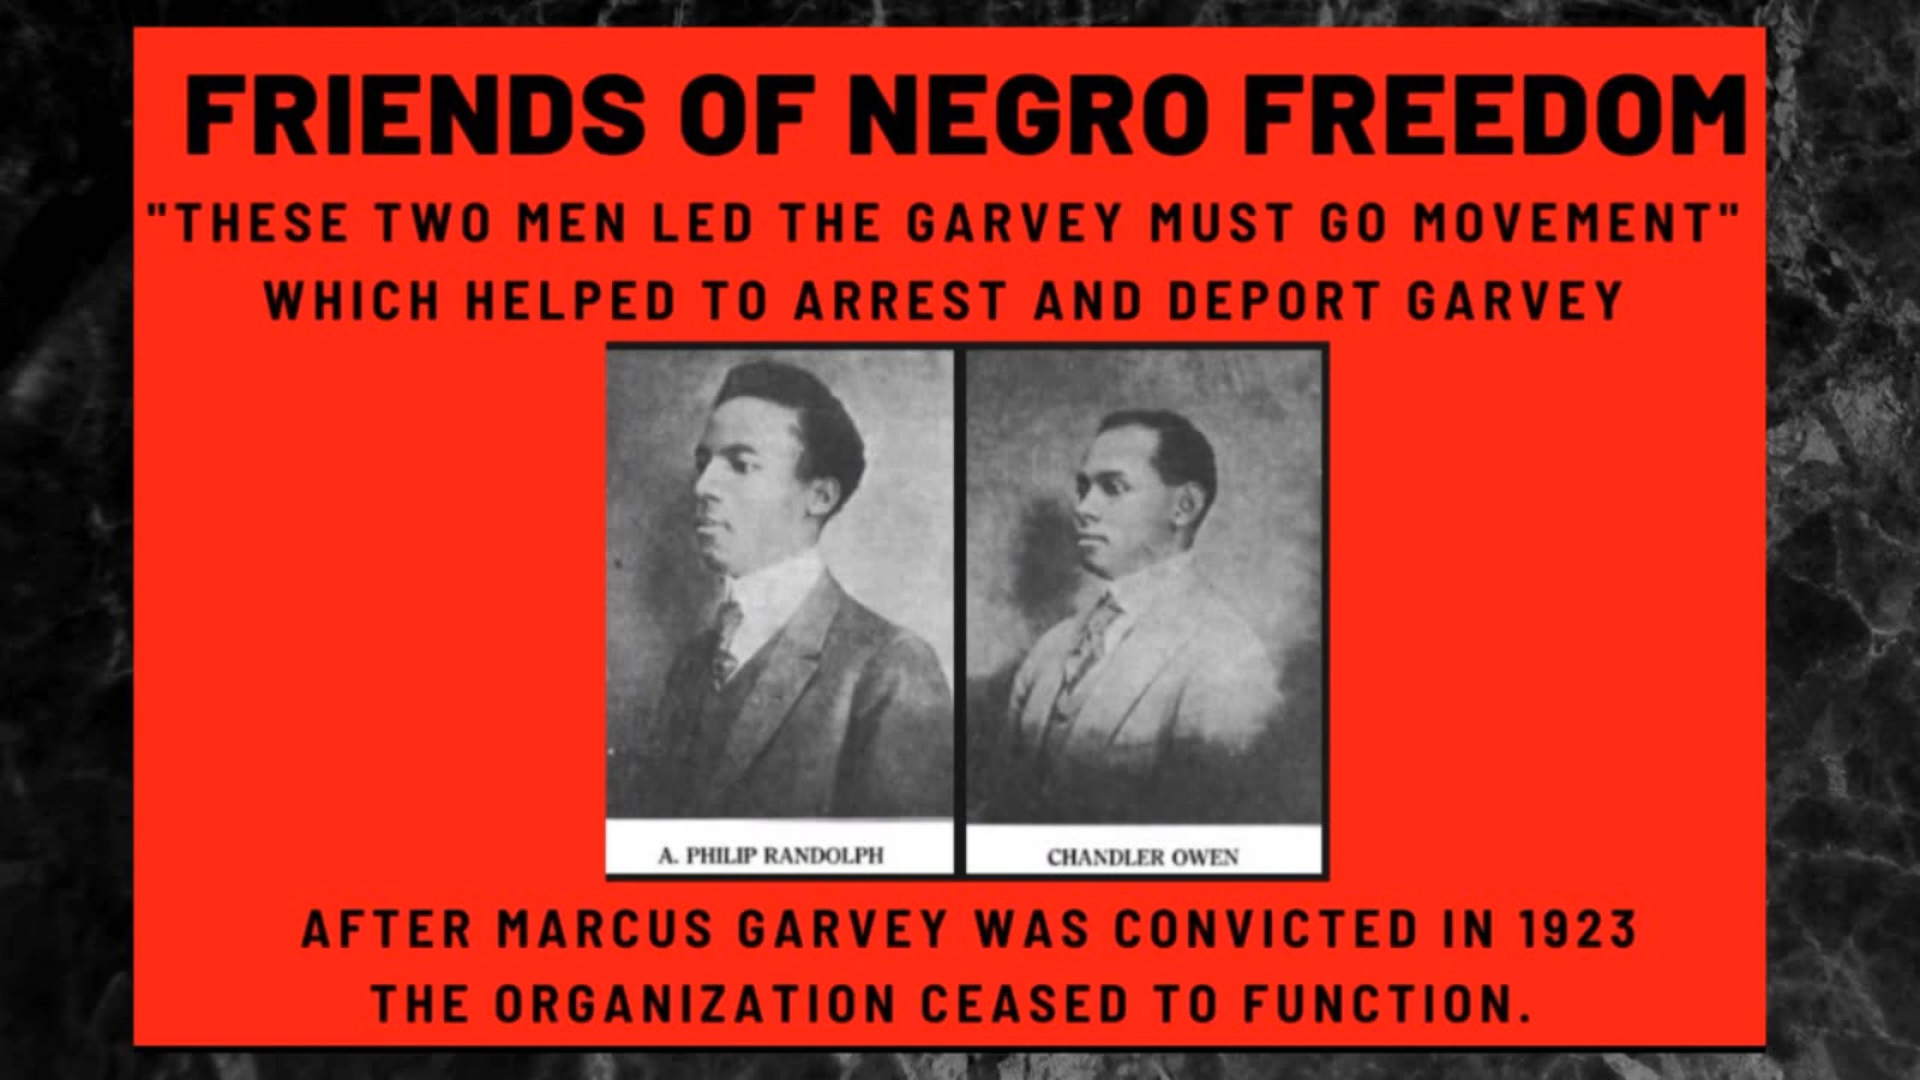 FRIENDS OF NEGRO FREEDOM
"THESE TWO MEN LED THE GARVEY MUST GO MOVEMENT"
WHICH HELPED TO ARREST AND DEPORT GARVEY
A. PHILIP RANDOLPH
CHANDLER OWEN
AFTER MARCUS GARVEY WAS CONVICTED IN 1923
THE ORGANIZATION CEASED TO FUNCTION.